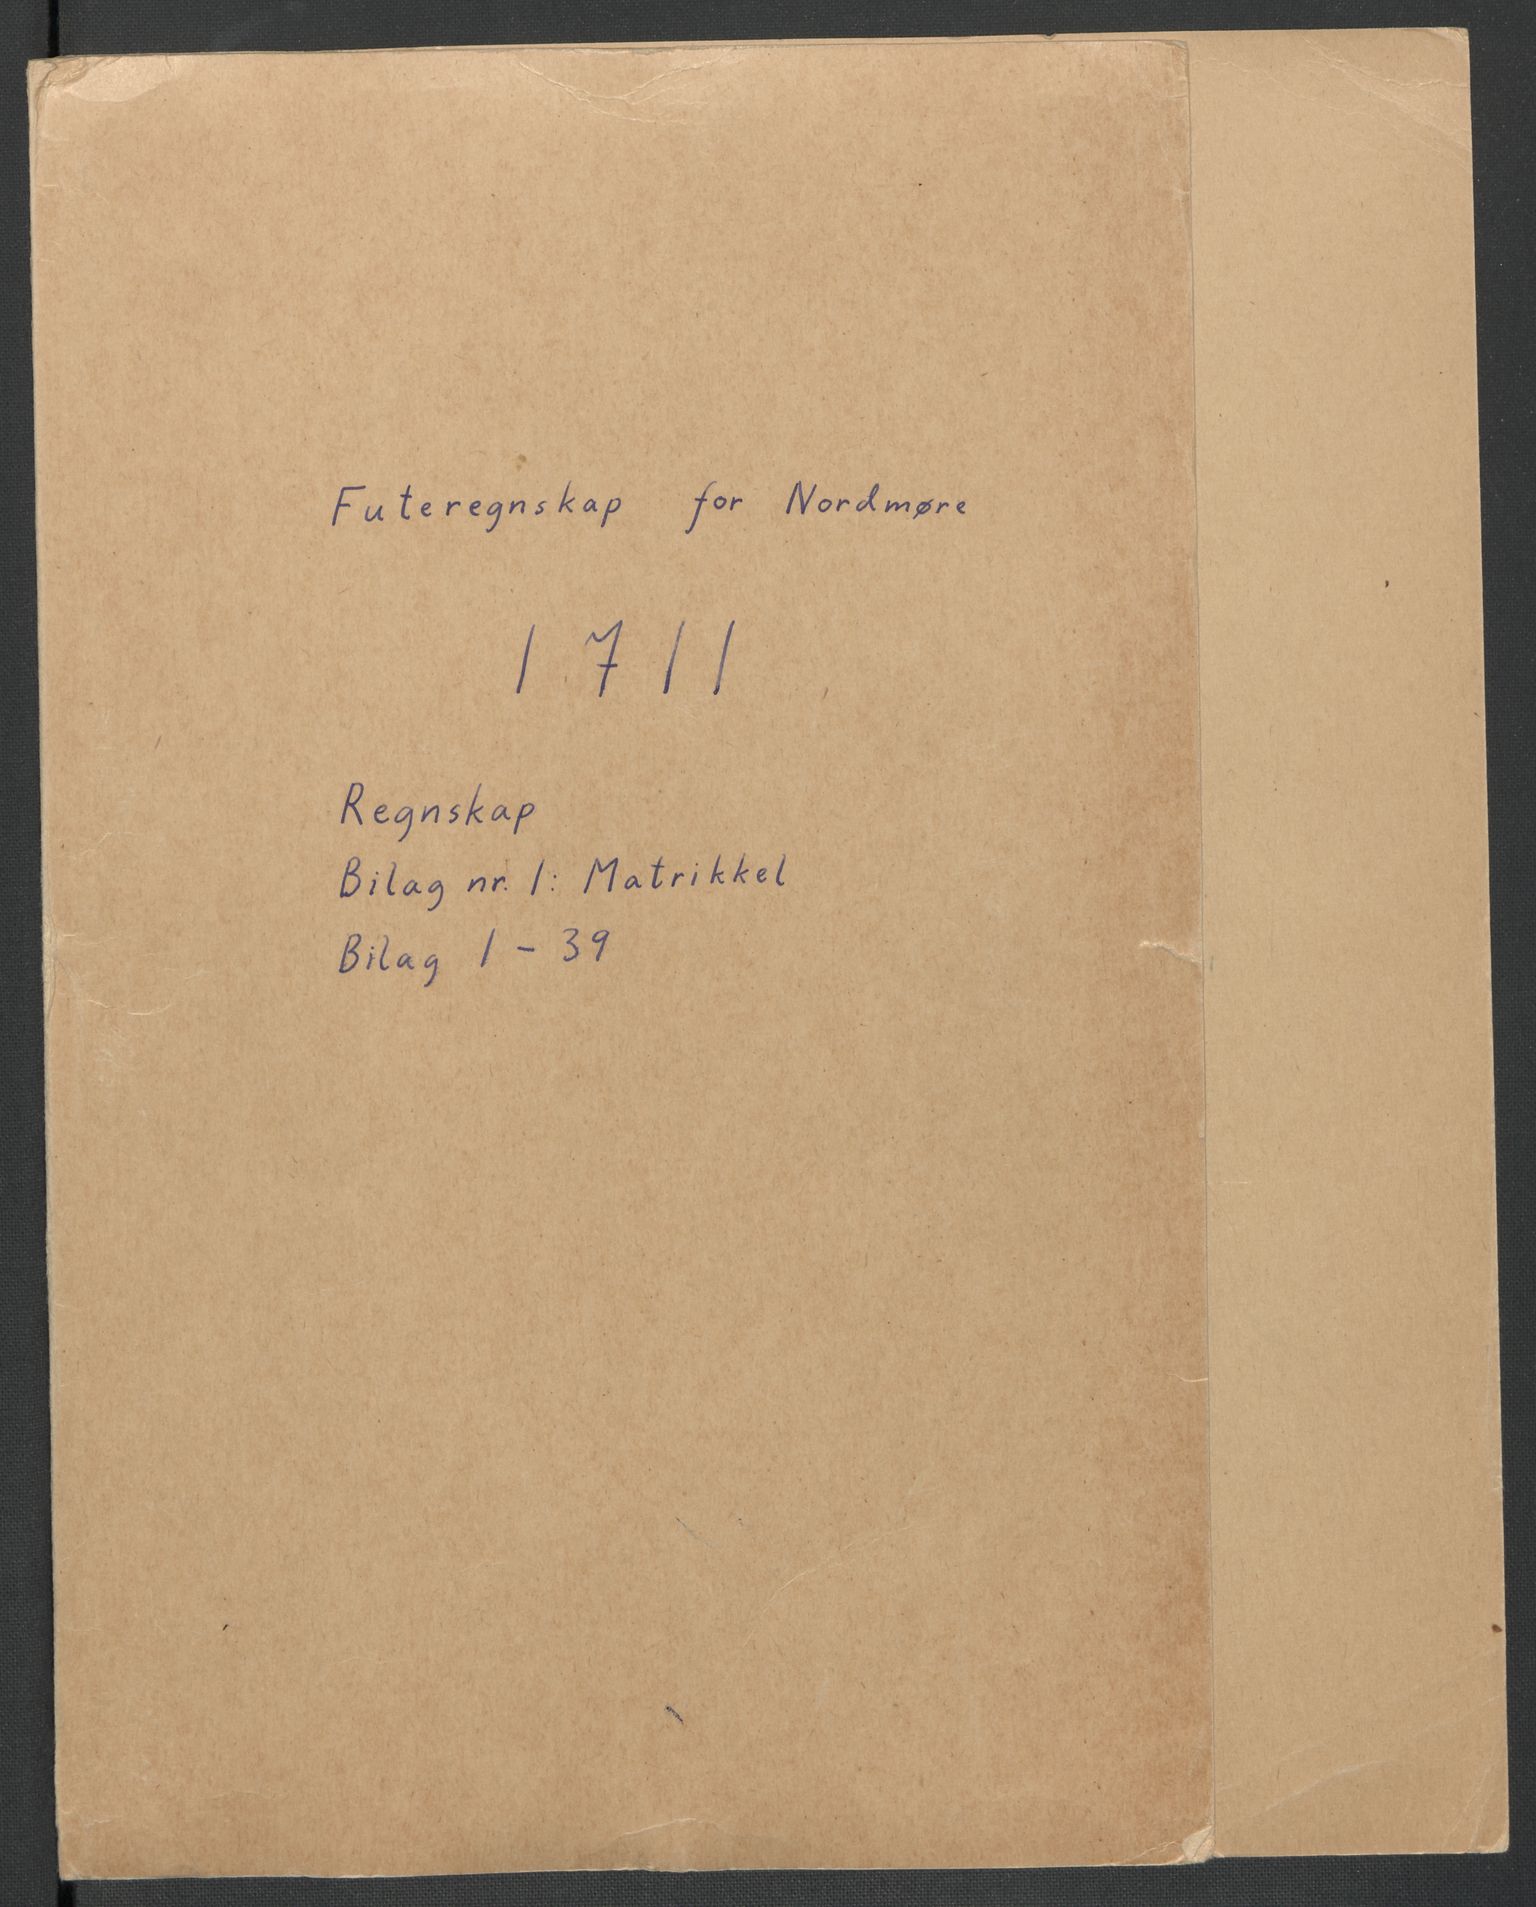 Futeregnskap for Nordmøre
1711
Regnskap
Bilag nr. 1: Matrikkel
Bilag 1 - 39